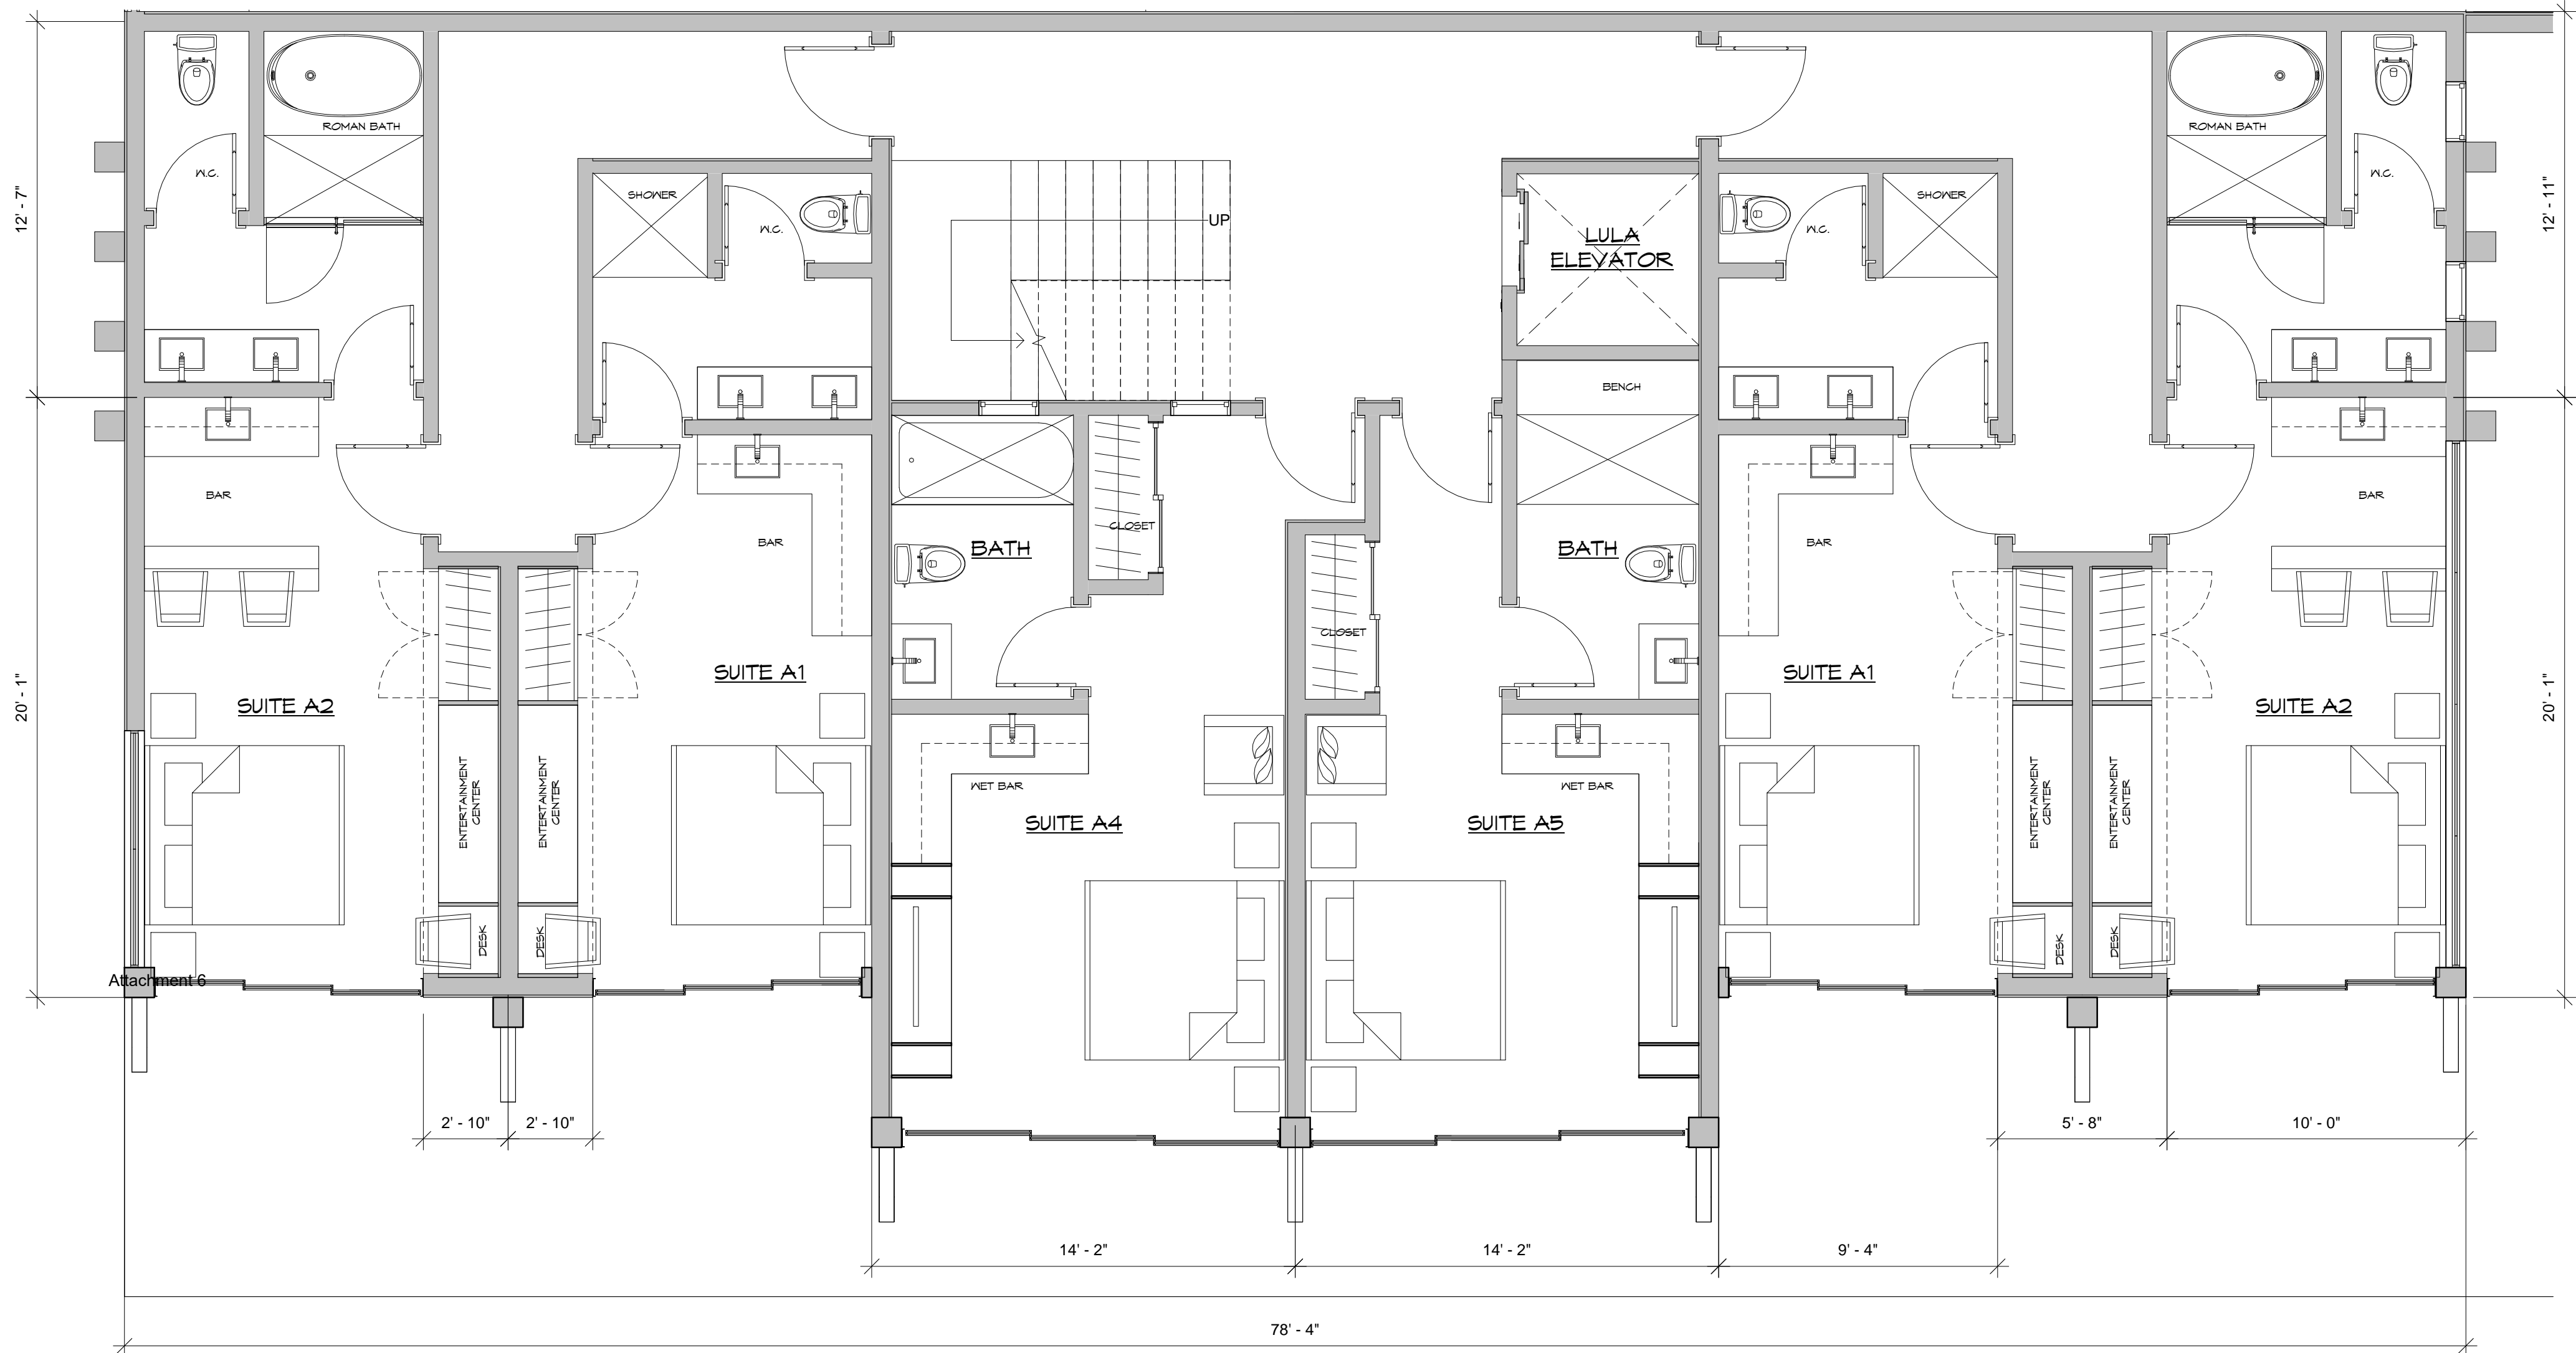 ROMAN BATH
ROMAN BATH
W.C.
W.C.
12' - 7"
12' - 11"
SHOWER
W.C.
UP
LULA
ELEVATOR
W.C.
SHOWER
BENCH
BAR
BAR
CLOSET
BAR
BATH
BATH
BAR
CLOSET
SUITE A1
SUITE A1
20' - 1"
SUITE A2
SUITE A2
20' - 1"
ENTERTAINMENT
CENTER
ENTERTAINMENT
CENTER
WET BAR
WET BAR
ENTERTAINMENT
CENTER
ENTERTAINMENT
CENTER
SUITE A4
SUITE A5
DESK
DESK
DESK
DESK
Attachment 6
2' - 10"
2' - 10"
5' - 8"
10' - 0"
14' - 2"
14' - 2"
9' - 4"
78' - 4"